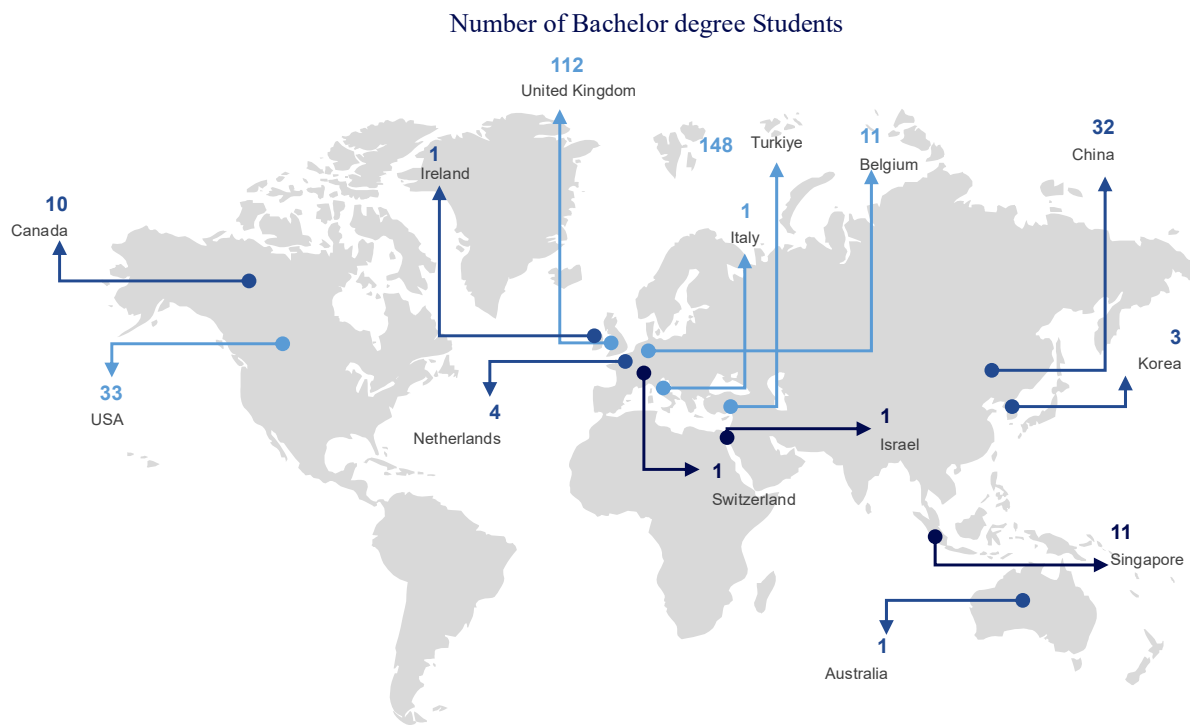 Number of Bachelor degree Students
112
United Kingdom
1
Ireland
148 Turkiye
11
Belgium
32
China
10
Canada
1
Italy
3
Korea
33
USA
4
Netherlands
1
Israel
1
Switzerland
11
Singapore
1
Australia